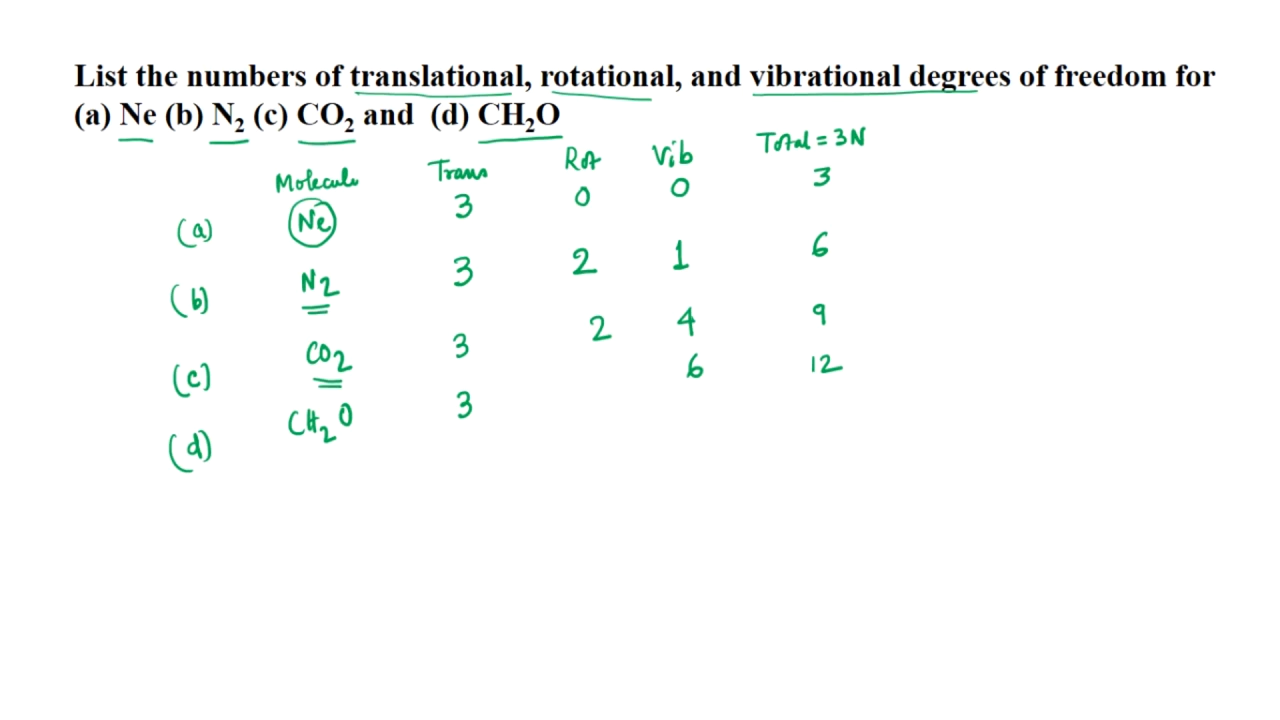 List the numbers of translational, rotational, and vibrational degrees of freedom for
(a) Ne (b) N₂ (c) CO₂ and (d) CH₂O
Molecule Trans Rot Vib Total = 3N
(a) Ne 3 0 0 3
(b) N₂ 3 2 1 6
(c) CO₂ 3 2 4 9
(d) CH₂O 3 6 12